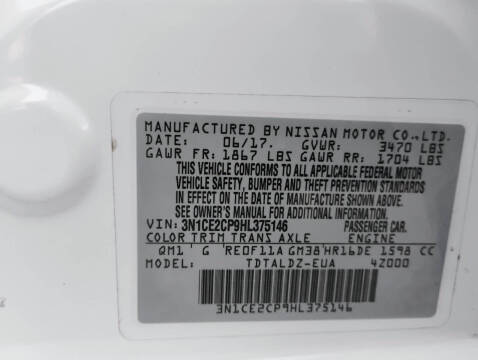 MANUFACTURED BY NISSAN MOTOR CO.,LTD.
DATE: 06/17. GVWR: 3470 LBS
GAWR FR: 1867 LBS GAWR RR: 1704 LBS
THIS VEHICLE CONFORMS TO ALL APPLICABLE FEDERAL MOTOR
VEHICLE SAFETY, BUMPER AND THEFT PREVENTION STANDARDS
IN EFFECT ON THE DATE OF MANUFACTURE SHOWN ABOVE.
SEE OWNER'S MANUAL FOR ADDITIONAL INFORMATION.
VIN: 3N1CE2CP9HL375146 PASSENGER CAR.
COLOR TRIM TRANS AXLE ENGINE
QM1 G RE0F11A GM38 HR16DE 1598 CC
MODEL: TDTALDZ-EUA 4Z000
3N1CE2CP9HL375146